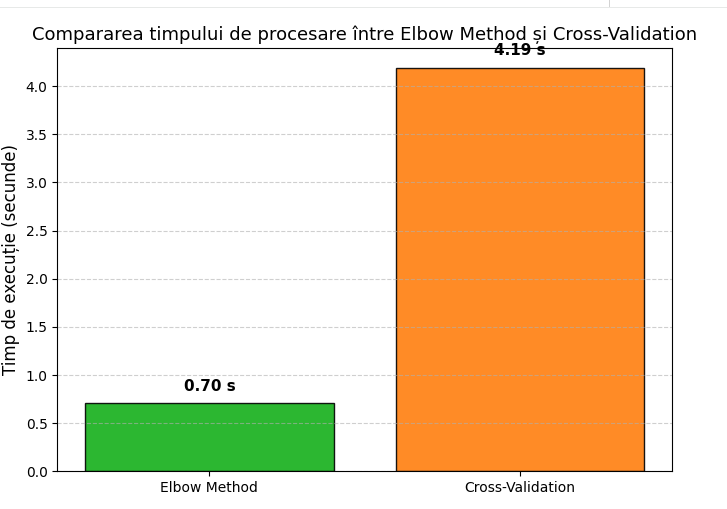 Compararea timpului de procesare între Elbow Method și Cross-Validation
4.19 s
4.0
3.5
3.0
2.5
2.0
1.5
1.0
0.5
0.0
Timp de execuție (secunde)
0.70 s
Elbow Method
Cross-Validation